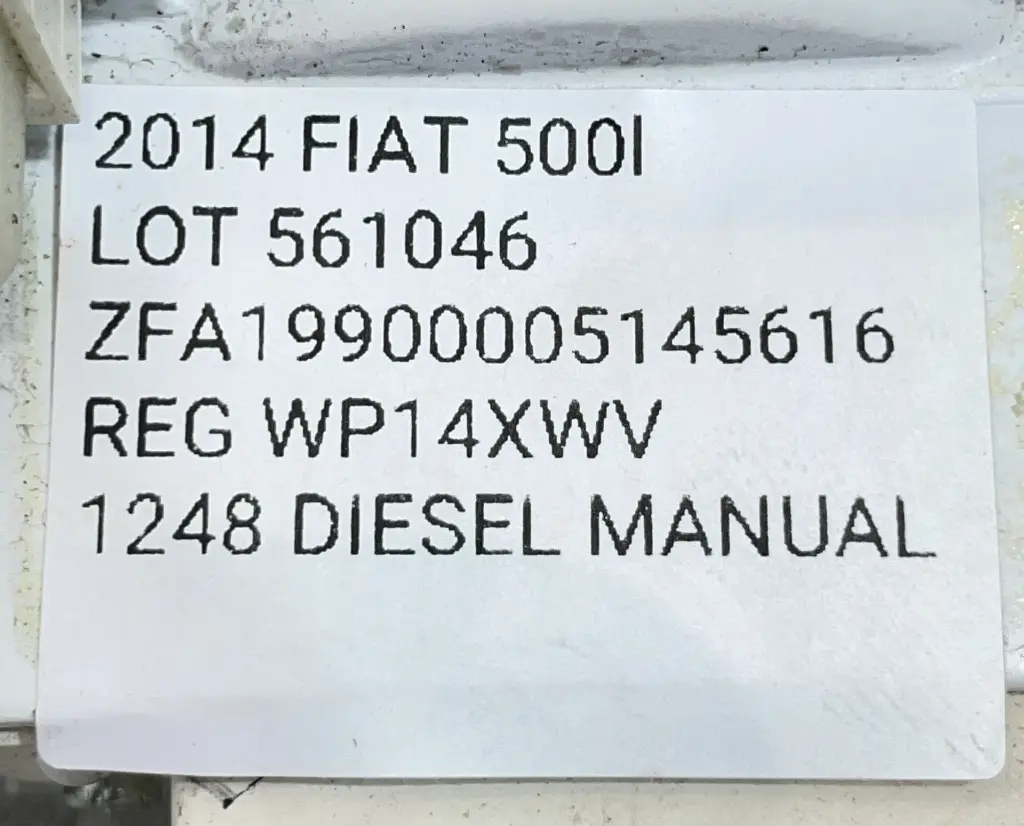 2014 FIAT 500l
LOT 561046
ZFA19900005145616
REG WP14XWV
1248 DIESEL MANUAL